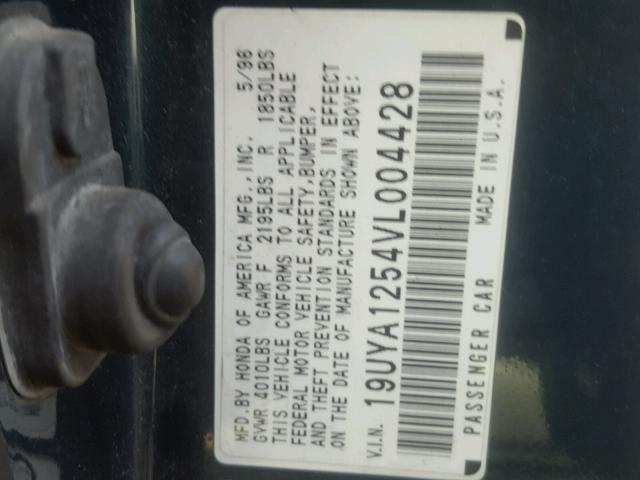 MFD.BY HONDA OF AMERICA MFG.,INC. 5/96
GVWR 4010LBS GAWR F 2195LBS R 1850LBS
THIS VEHICLE CONFORMS TO ALL APPLICABLE
FEDERAL MOTOR VEHICLE SAFETY,BUMPER,
AND THEFT PREVENTION STANDARDS IN EFFECT
ON THE DATE OF MANUFACTURE SHOWN ABOVE:
V.I.N. 19UYA1254VL004428
PASSENGER CAR MADE IN U.S.A.